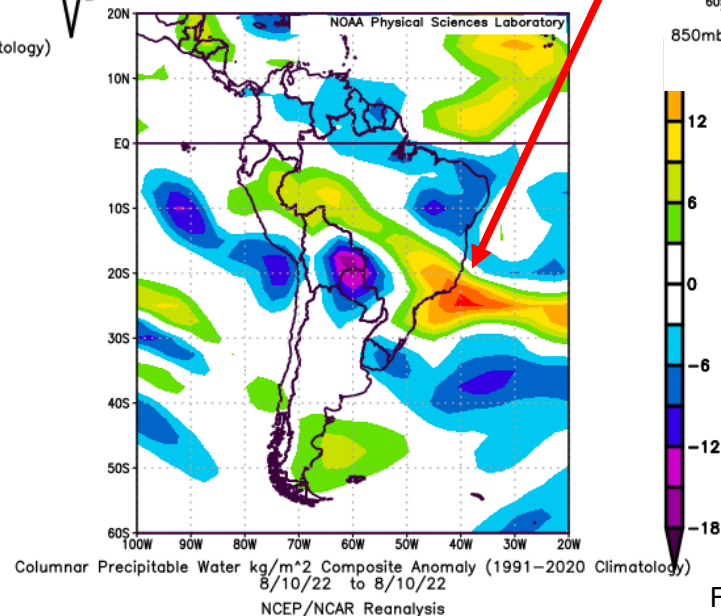 tology)
NOAA Physical Sciences Laboratory
850mb
20N
10N
EQ
10S
20S
30S
40S
50S
60S
100W 90W 80W 70W 60W 50W 40W 30W 20W
12
6
0
-6
-12
-18
Columnar Precipitable Water kg/m^2 Composite Anomaly (1991-2020 Climatology)
8/10/22 to 8/10/22
NCEP/NCAR Reanalysis